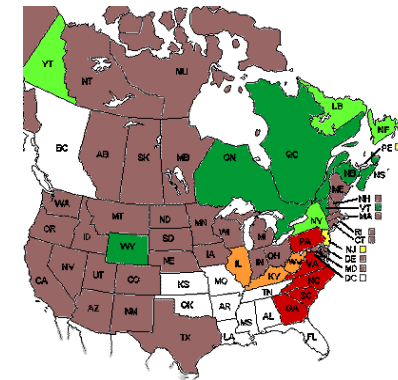 YT
NT
NU
BC
AB
SK
MB
ON
QC
LB
NF
PE
NB
NS
ME
NH
VT
MA
RI
CT
NJ
DE
MD
DC
WA
MT
ND
MN
WI
MI
NY
OR
ID
WY
SD
IA
PA
NV
UT
CO
NE
IL
IN
OH
WV
VA
CA
AZ
NM
KS
MO
KY
NC
OK
AR
TN
SC
TX
LA
MS
AL
GA
FL